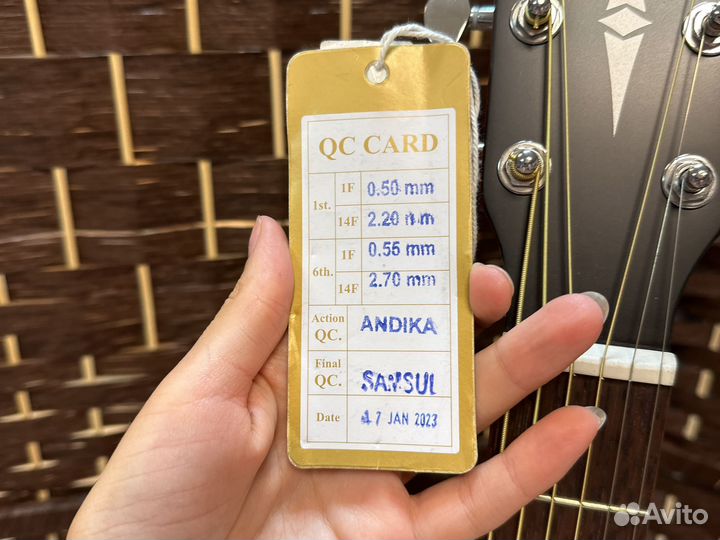 QC CARD
1st. 1F 0.50 mm
14F 2.20 mm
6th. 1F 0.55 mm
14F 2.70 mm
Action QC. ANDIKA
Final QC. SAMSUL
Date 17 JAN 2023
Avito